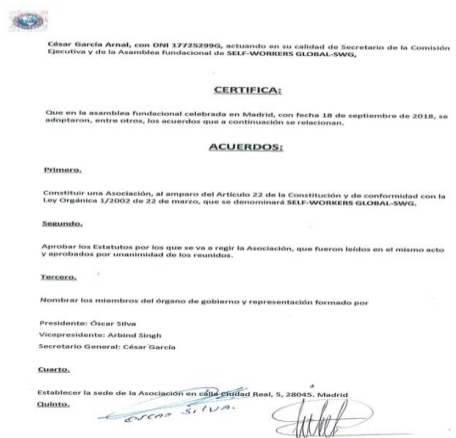 César García Arnal, con DNI 17725299G, actuando en su calidad de Secretario de la Comisión
Ejecutiva y de la Asamblea fundacional de SELF-WORKERS GLOBAL-SWG,
CERTIFICA:
Que en la asamblea fundacional celebrada en Madrid, con fecha 18 de septiembre de 2018, se
adoptaron, entre otros, los acuerdos que a continuación se relacionan.
ACUERDOS:
Primero.
Constituir una Asociación, al amparo del Artículo 22 de la Constitución y de conformidad con la
Ley Orgánica 1/2002 de 22 de marzo, que se denominará SELF-WORKERS GLOBAL-SWG.
Segundo.
Aprobar los Estatutos por los que se va a regir la Asociación, que fueron leídos en el mismo acto
y aprobados por unanimidad de los reunidos.
Tercero.
Nombrar los miembros del órgano de gobierno y representación formado por
Presidente: Óscar Silva
Vicepresidente: Arbind Singh
Secretario General: César García
Cuarto.
Establecer la sede de la Asociación en calle Ciudad Real, 5, 28045. Madrid
Quinto.
OSCAR SILVA.